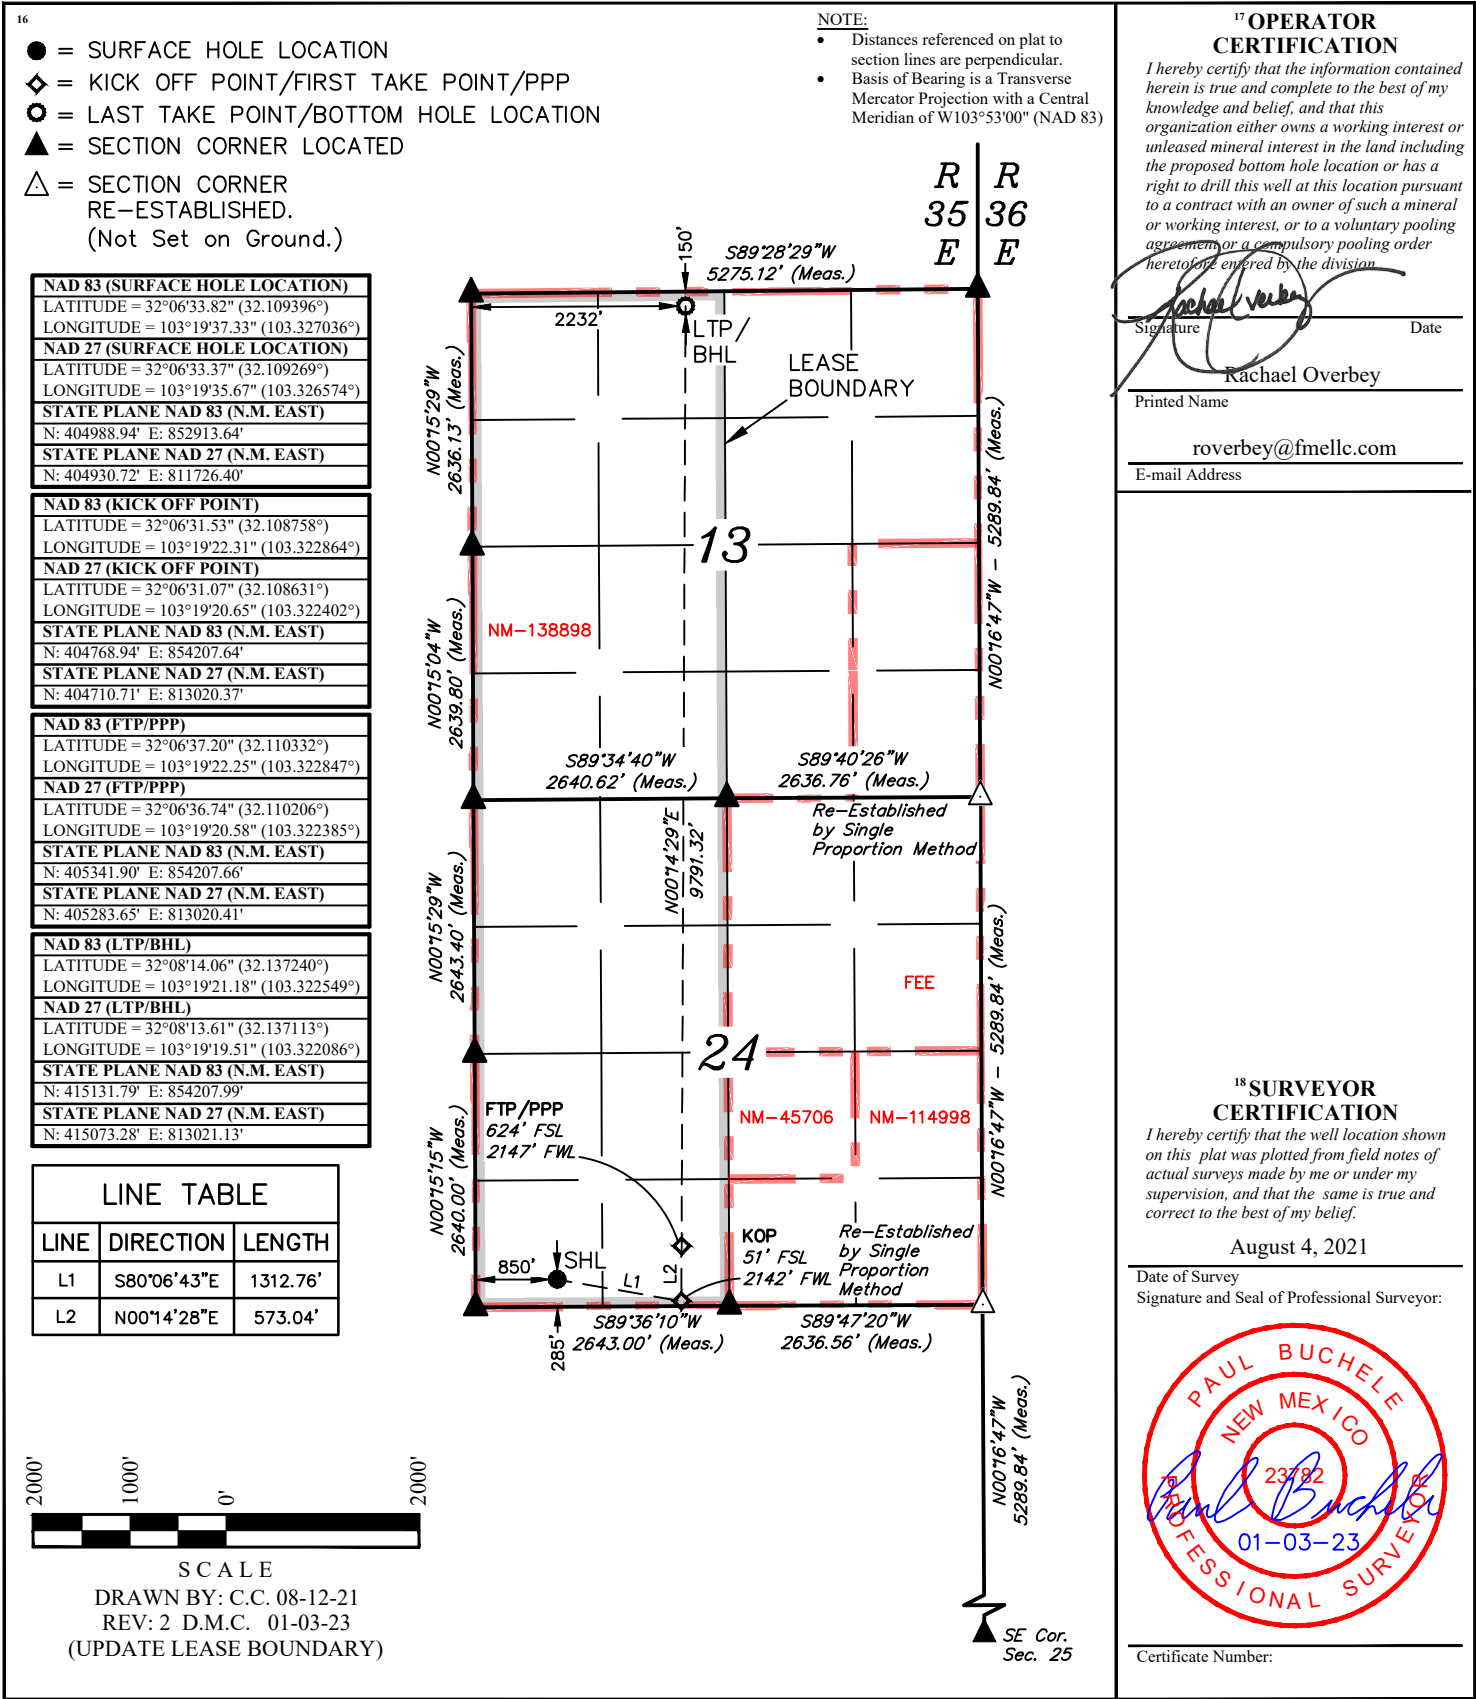 16
● = SURFACE HOLE LOCATION
= KICK OFF POINT/FIRST TAKE POINT/PPP
= LAST TAKE POINT/BOTTOM HOLE LOCATION
▲ = SECTION CORNER LOCATED
△ = SECTION CORNER
RE-ESTABLISHED.
(Not Set on Ground.)
NOTE:
• Distances referenced on plat to
section lines are perpendicular.
• Basis of Bearing is a Transverse
Mercator Projection with a Central
Meridian of W103°53'00" (NAD 83)
NAD 83 (SURFACE HOLE LOCATION)
LATITUDE = 32°06'33.82" (32.109396°)
LONGITUDE = 103°19'37.33" (103.327036°)
NAD 27 (SURFACE HOLE LOCATION)
LATITUDE = 32°06'33.37" (32.109269°)
LONGITUDE = 103°19'35.67" (103.326574°)
STATE PLANE NAD 83 (N.M. EAST)
N: 404988.94' E: 852913.64'
STATE PLANE NAD 27 (N.M. EAST)
N: 404930.72' E: 811726.40'
NAD 83 (KICK OFF POINT)
LATITUDE = 32°06'31.53" (32.108758°)
LONGITUDE = 103°19'22.31" (103.322864°)
NAD 27 (KICK OFF POINT)
LATITUDE = 32°06'31.07" (32.108631°)
LONGITUDE = 103°19'20.65" (103.322402°)
STATE PLANE NAD 83 (N.M. EAST)
N: 404768.94' E: 854207.64'
STATE PLANE NAD 27 (N.M. EAST)
N: 404710.71' E: 813020.37'
NAD 83 (FTP/PPP)
LATITUDE = 32°06'37.20" (32.110332°)
LONGITUDE = 103°19'22.25" (103.322847°)
NAD 27 (FTP/PPP)
LATITUDE = 32°06'36.74" (32.110206°)
LONGITUDE = 103°19'20.58" (103.322385°)
STATE PLANE NAD 83 (N.M. EAST)
N: 405341.90' E: 854207.66'
STATE PLANE NAD 27 (N.M. EAST)
N: 405283.65' E: 813020.41'
NAD 83 (LTP/BHL)
LATITUDE = 32°08'14.06" (32.137240°)
LONGITUDE = 103°19'21.18" (103.322549°)
NAD 27 (LTP/BHL)
LATITUDE = 32°08'13.61" (32.137113°)
LONGITUDE = 103°19'19.51" (103.322086°)
STATE PLANE NAD 83 (N.M. EAST)
N: 415131.79' E: 854207.99'
STATE PLANE NAD 27 (N.M. EAST)
N: 415073.28' E: 813021.13'
LINE TABLE
LINE DIRECTION LENGTH
L1 S80°06'43"E 1312.76'
L2 N00°14'28"E 573.04'
2000' 1000' 0' 2000'
SCALE
DRAWN BY: C.C. 08-12-21
REV: 2 D.M.C. 01-03-23
(UPDATE LEASE BOUNDARY)
R R
35 36
E E
150'
S89°28'29"W
5275.12' (Meas.)
2232'
LTP/
BHL
LEASE
BOUNDARY
N00°15'29"W
2636.13' (Meas.)
13
N00°16'47"W - 5289.84' (Meas.)
NM-138898
N00°15'04"W
2639.80' (Meas.)
S89°34'40"W
2640.62' (Meas.)
S89°40'26"W
2636.76' (Meas.)
Re-Established
by Single
Proportion Method
N00°14'29"E
9791.32'
N00°15'29"W
2643.40' (Meas.)
FEE
N00°16'47"W - 5289.84' (Meas.)
24
FTP/PPP
624' FSL
2147' FWL
NM-45706
NM-114998
N00°15'15"W
2640.00' (Meas.)
850'
SHL
L1
L2
KOP
51' FSL
2142' FWL
Re-Established
by Single
Proportion
Method
285'
S89°36'10"W
2643.00' (Meas.)
S89°47'20"W
2636.56' (Meas.)
N00°16'47"W
5289.84' (Meas.)
SE Cor.
Sec. 25
17 OPERATOR
CERTIFICATION
I hereby certify that the information contained
herein is true and complete to the best of my
knowledge and belief, and that this
organization either owns a working interest or
unleased mineral interest in the land including
the proposed bottom hole location or has a
right to drill this well at this location pursuant
to a contract with an owner of such a mineral
or working interest, or to a voluntary pooling
agreement or a compulsory pooling order
heretofore entered by the division.
Rachael Overbey
Signature Date
Rachael Overbey
Printed Name
roverbey@fmellc.com
E-mail Address
18 SURVEYOR
CERTIFICATION
I hereby certify that the well location shown
on this plat was plotted from field notes of
actual surveys made by me or under my
supervision, and that the same is true and
correct to the best of my belief.
August 4, 2021
Date of Survey
Signature and Seal of Professional Surveyor:
PAUL BUCHELE
NEW MEXICO
23782
Paul Buchele
01-03-23
PROFESSIONAL SURVEYOR
Certificate Number: